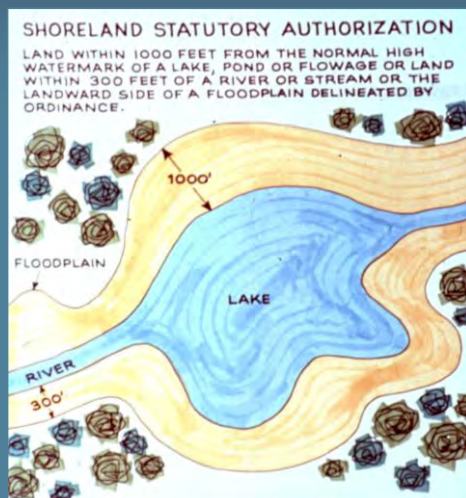 SHORELAND STATUTORY AUTHORIZATION
LAND WITHIN 1000 FEET FROM THE NORMAL HIGH
WATERMARK OF A LAKE, POND OR FLOWAGE OR LAND
WITHIN 300 FEET OF A RIVER OR STREAM OR THE
LANDWARD SIDE OF A FLOODPLAIN DELINEATED BY
ORDINANCE.
1000'
FLOODPLAIN
LAKE
RIVER
300'